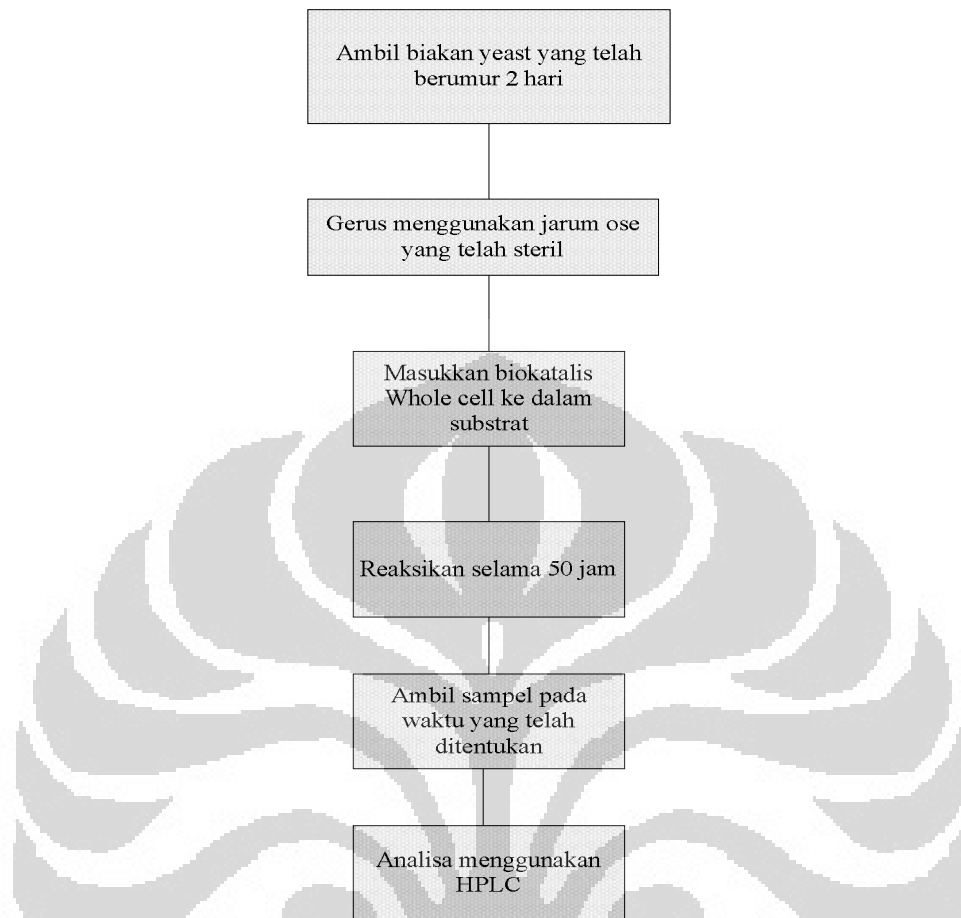 Ambil biakan yeast yang telah
berumur 2 hari
Gerus menggunakan jarum ose
yang telah steril
Masukkan biokatalis
Whole cell ke dalam
substrat
Reaksikan selama 50 jam
Ambil sampel pada
waktu yang telah
ditentukan
Analisa menggunakan
HPLC